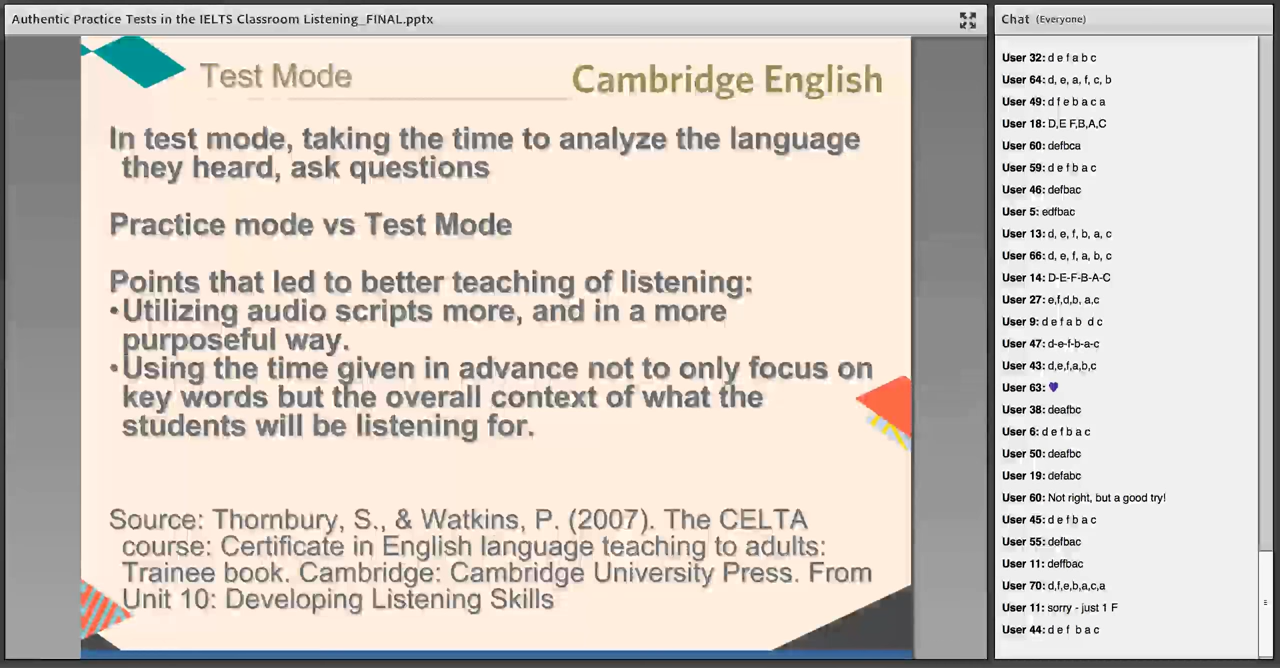 Authentic Practice Tests in the IELTS Classroom Listening_FINAL.pptx
Test Mode
Cambridge English
In test mode, taking the time to analyze the language
they heard, ask questions
Practice mode vs Test Mode
Points that led to better teaching of listening:
•Utilizing audio scripts more, and in a more
purposeful way.
•Using the time given in advance not to only focus on
key words but the overall context of what the
students will be listening for.
Source: Thornbury, S., & Watkins, P. (2007). The CELTA
course: Certificate in English language teaching to adults:
Trainee book. Cambridge: Cambridge University Press. From
Unit 10: Developing Listening Skills
Chat (Everyone)
User 32: d e f a b c
User 64: d, e, a, f, c, b
User 49: d f e b a c a
User 18: D,E F,B,A,C
User 60: defbca
User 59: d e f b a c
User 46: defbac
User 5: edfbac
User 13: d, e, f, b, a, c
User 66: d, e, f, a, b, c
User 14: D-E-F-B-A-C
User 27: e,f,d,b, a,c
User 9: d e f a b d c
User 47: d-e-f-b-a-c
User 43: d,e,f,a,b,c
User 63: 💜
User 38: deafbc
User 6: d e f b a c
User 50: deafbc
User 19: defabc
User 60: Not right, but a good try!
User 45: d e f b a c
User 55: defbac
User 11: deffbac
User 70: d,f,e,b,a,c,a
User 11: sorry - just 1 F
User 44: d e f b a c